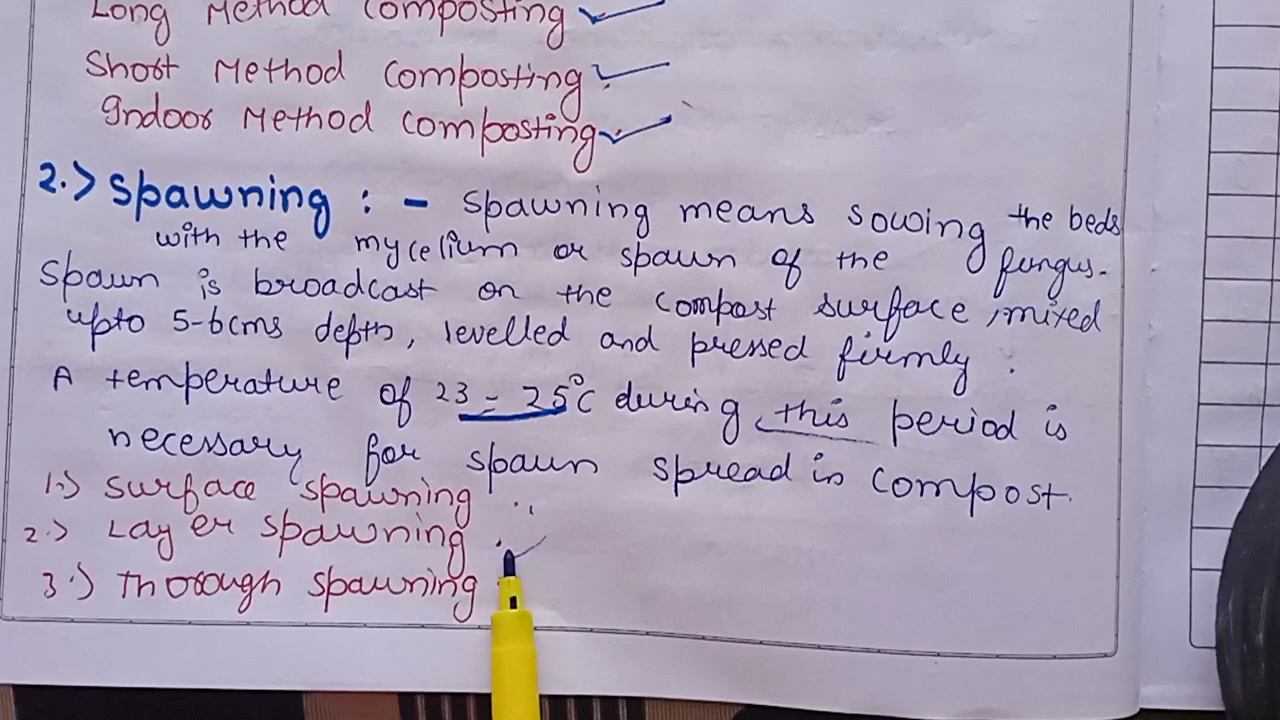 Long Method Composting
Short Method Composting
Indoor Method Composting
2.> Spawning : - Spawning means sowing the beds
with the mycelium or spawn of the fungus.
Spawn is broadcast on the compost surface, mixed
upto 5-6cms depth, levelled and pressed firmly.
A temperature of 23 - 25°C during this period is
necessary for spawn spread in compost.
1.) Surface spawning
2.) Layer spawning
3.) Thorough spawning